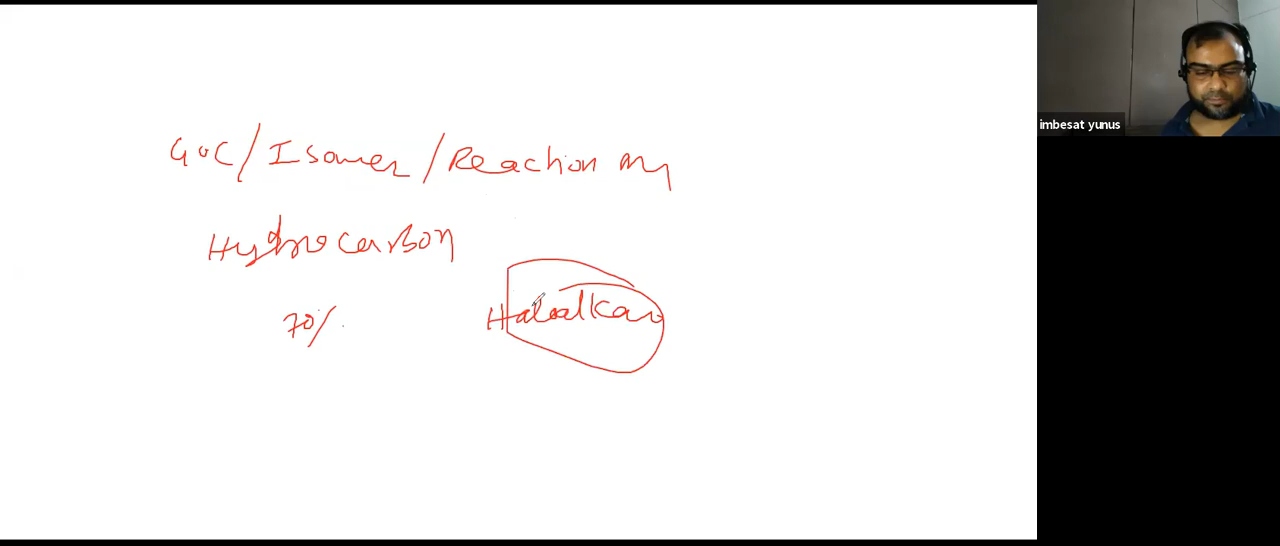 GOC/Isomer/Reaction
Hydrocarbon
70%
Haloalkan
imbesat yunus